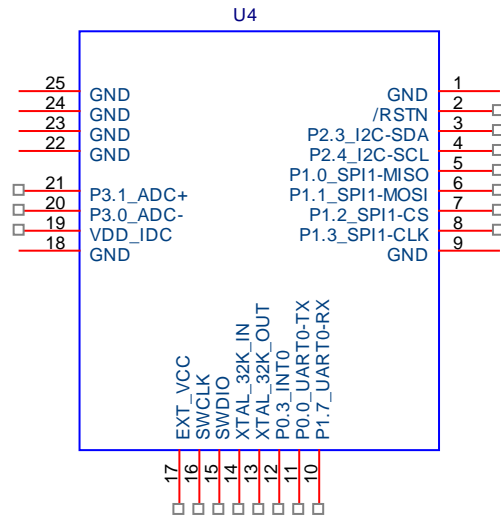 U4
25 GND
24 GND
23 GND
22 GND
21 P3.1_ADC+
20 P3.0_ADC-
19 VDD_IDC
18 GND
1 GND
2 /RSTN
3 P2.3_I2C-SDA
4 P2.4_I2C-SCL
5 P1.0_SPI1-MISO
6 P1.1_SPI1-MOSI
7 P1.2_SPI1-CS
8 P1.3_SPI1-CLK
9 GND
17 EXT_VCC
16 SWCLK
15 SWDIO
14 XTAL_32K_IN
13 XTAL_32K_OUT
12 P0.3_INT0
11 P0.0_UART0-TX
10 P1.7_UART0-RX